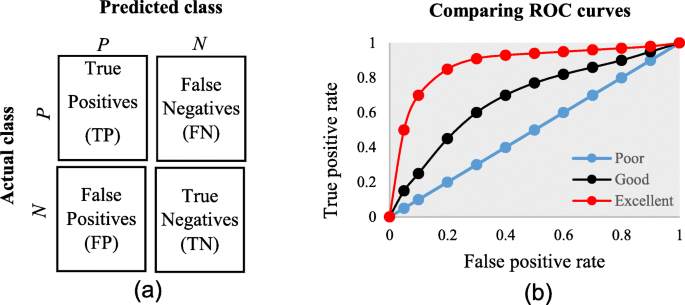 Predicted class
P N
Actual class
P
True
Positives
(TP)
False
Negatives
(FN)
N
False
Positives
(FP)
True
Negatives
(TN)
(a)
Comparing ROC curves
True positive rate
1
0.8
0.6
0.4
0.2
0
Poor
Good
Excellent
0 0.2 0.4 0.6 0.8 1
False positive rate
(b)